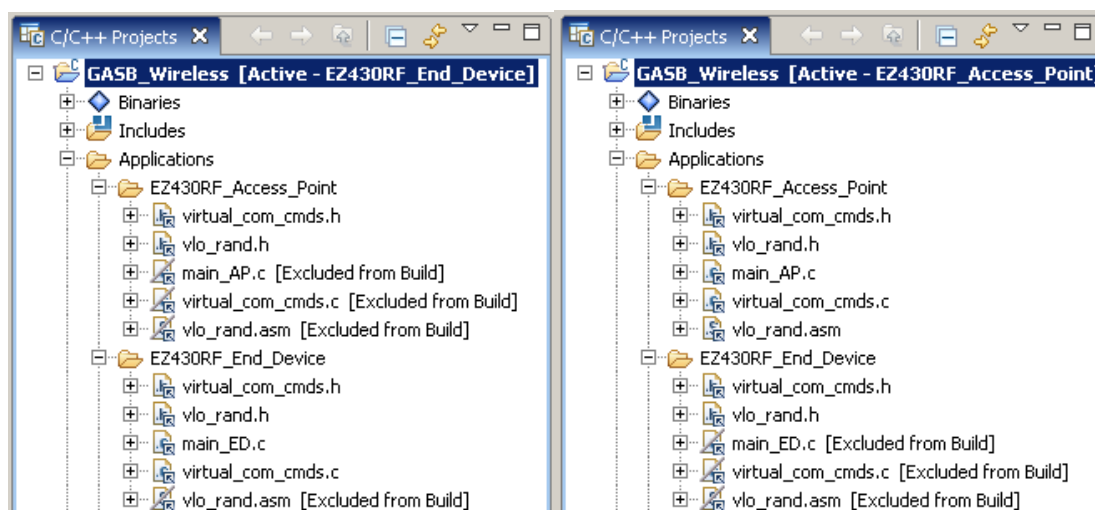 C/C++ Projects
GASB_Wireless [Active - EZ430RF_End_Device]
Binaries
Includes
Applications
EZ430RF_Access_Point
virtual_com_cmds.h
vlo_rand.h
main_AP.c [Excluded from Build]
virtual_com_cmds.c [Excluded from Build]
vlo_rand.asm [Excluded from Build]
EZ430RF_End_Device
virtual_com_cmds.h
vlo_rand.h
main_ED.c
virtual_com_cmds.c
vlo_rand.asm [Excluded from Build]
C/C++ Projects
GASB_Wireless [Active - EZ430RF_Access_Point]
Binaries
Includes
Applications
EZ430RF_Access_Point
virtual_com_cmds.h
vlo_rand.h
main_AP.c
virtual_com_cmds.c
vlo_rand.asm
EZ430RF_End_Device
virtual_com_cmds.h
vlo_rand.h
main_ED.c [Excluded from Build]
virtual_com_cmds.c [Excluded from Build]
vlo_rand.asm [Excluded from Build]